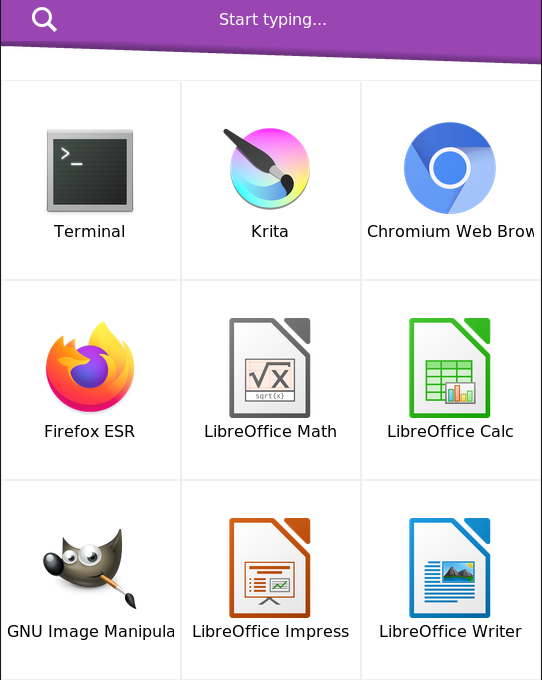 Start typing...
>_
Terminal
Krita
Chromium Web Brow
Firefox ESR
√x
sqrt{x}
LibreOffice Math
LibreOffice Calc
GNU Image Manipula
LibreOffice Impress
LibreOffice Writer